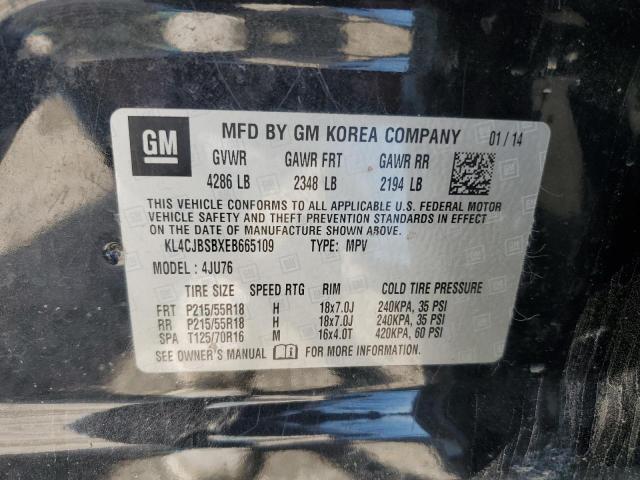 GM MFD BY GM KOREA COMPANY 01/14
GVWR GAWR FRT GAWR RR
4286 LB 2348 LB 2194 LB
THIS VEHICLE CONFORMS TO ALL APPLICABLE U.S. FEDERAL MOTOR
VEHICLE SAFETY AND THEFT PREVENTION STANDARDS IN EFFECT
ON THE DATE OF MANUFACTURE SHOWN ABOVE.
KL4CJBSBXEB665109 TYPE: MPV
MODEL: 4JU76
TIRE SIZE SPEED RTG RIM COLD TIRE PRESSURE
FRT P215/55R18 H 18x7.0J 240KPA, 35 PSI
RR P215/55R18 H 18x7.0J 240KPA, 35 PSI
SPA T125/70R16 M 16x4.0T 420KPA, 60 PSI
SEE OWNER'S MANUAL FOR MORE INFORMATION.